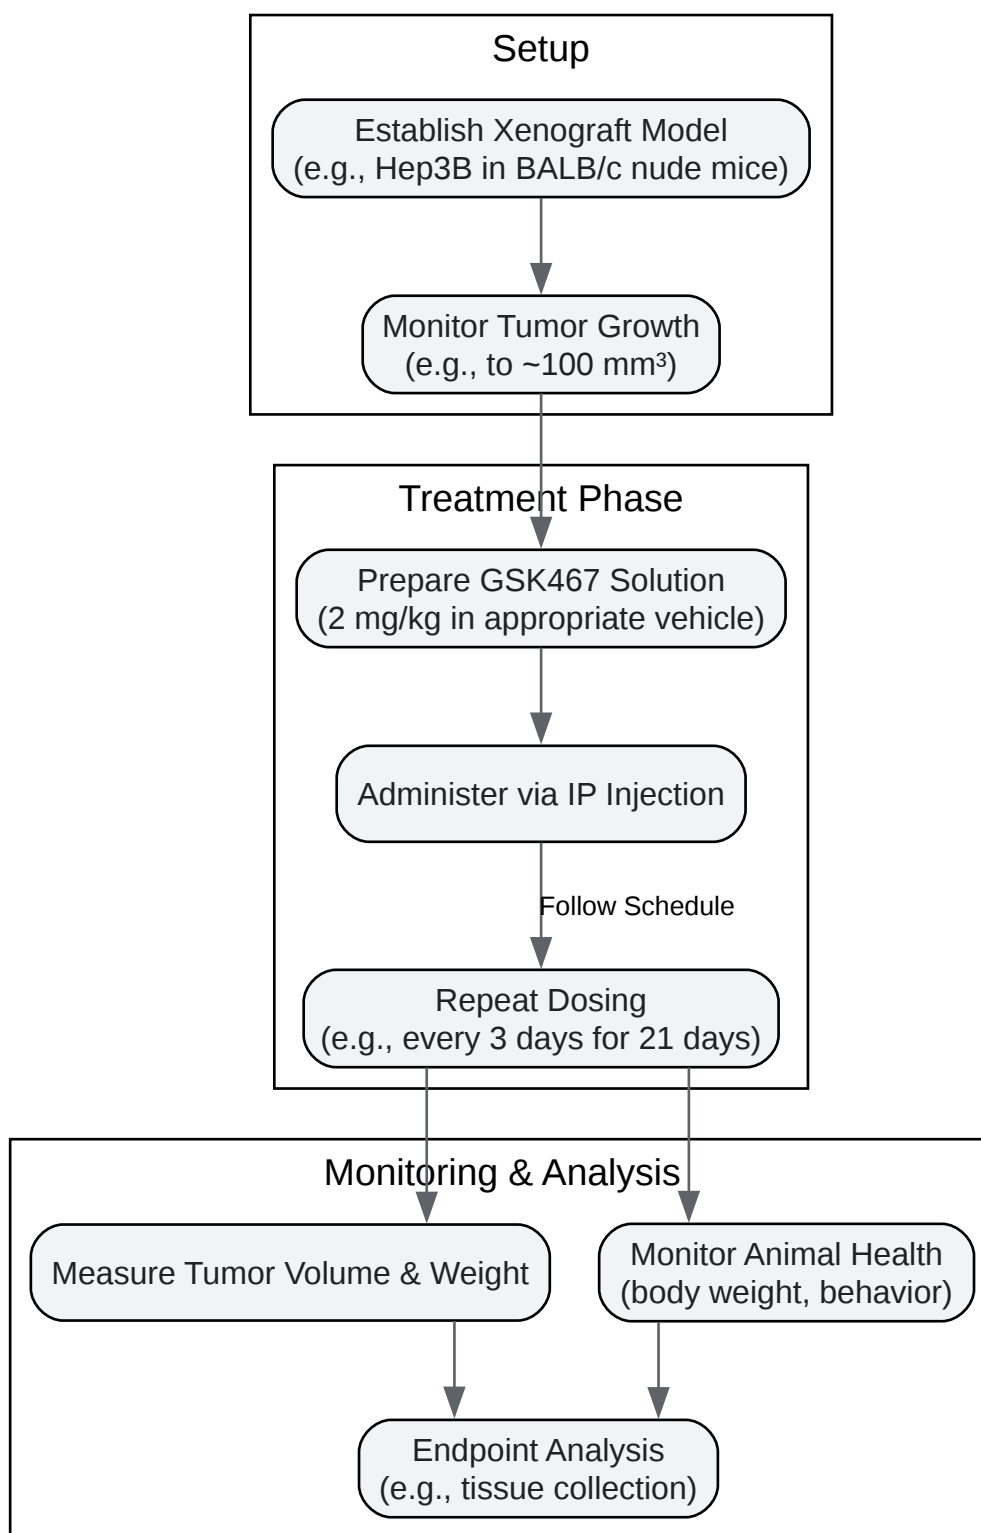 Setup
Establish Xenograft Model
(e.g., Hep3B in BALB/c nude mice)
Monitor Tumor Growth
(e.g., to ~100 mm³)
Treatment Phase
Prepare GSK467 Solution
(2 mg/kg in appropriate vehicle)
Administer via IP Injection
Follow Schedule
Repeat Dosing
(e.g., every 3 days for 21 days)
Monitoring & Analysis
Measure Tumor Volume & Weight
Monitor Animal Health
(body weight, behavior)
Endpoint Analysis
(e.g., tissue collection)